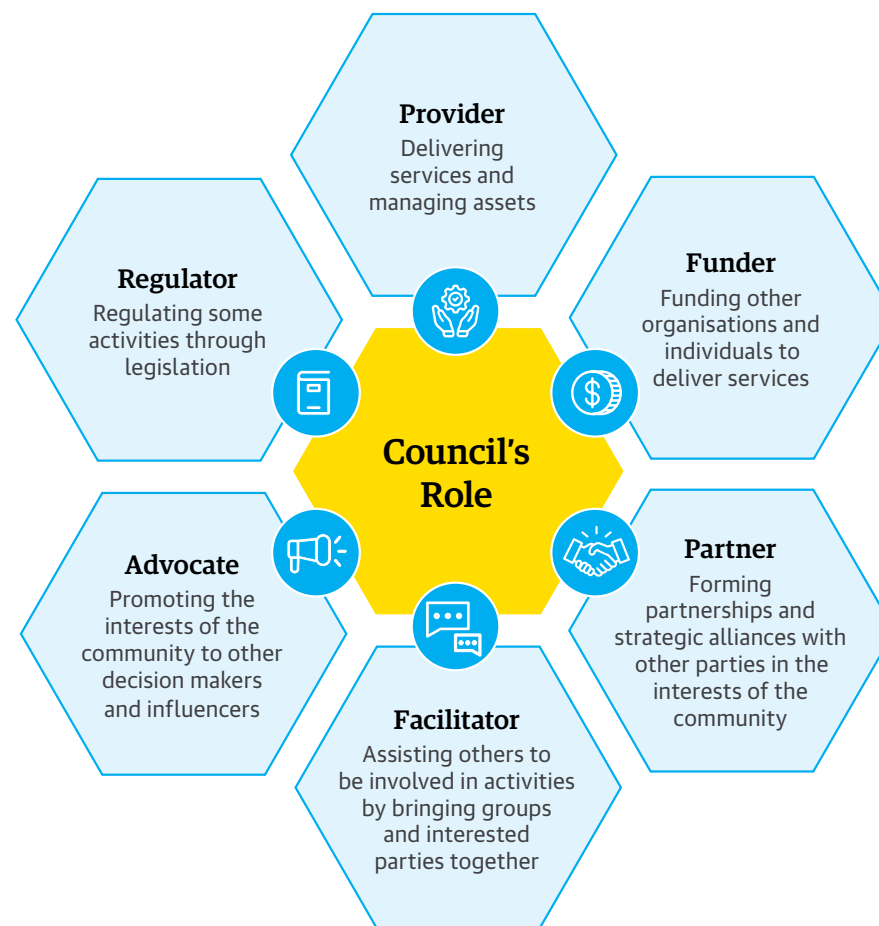 Provider
Delivering
services and
managing assets
Funder
Funding other
organisations and
individuals to
deliver services
Partner
Forming
partnerships and
strategic alliances with
other parties in the
interests of the
community
Facilitator
Assisting others to
be involved in activities
by bringing groups
and interested
parties together
Advocate
Promoting the
interests of the
community to other
decision makers
and influencers
Regulator
Regulating some
activities through
legislation
Council's
Role
$